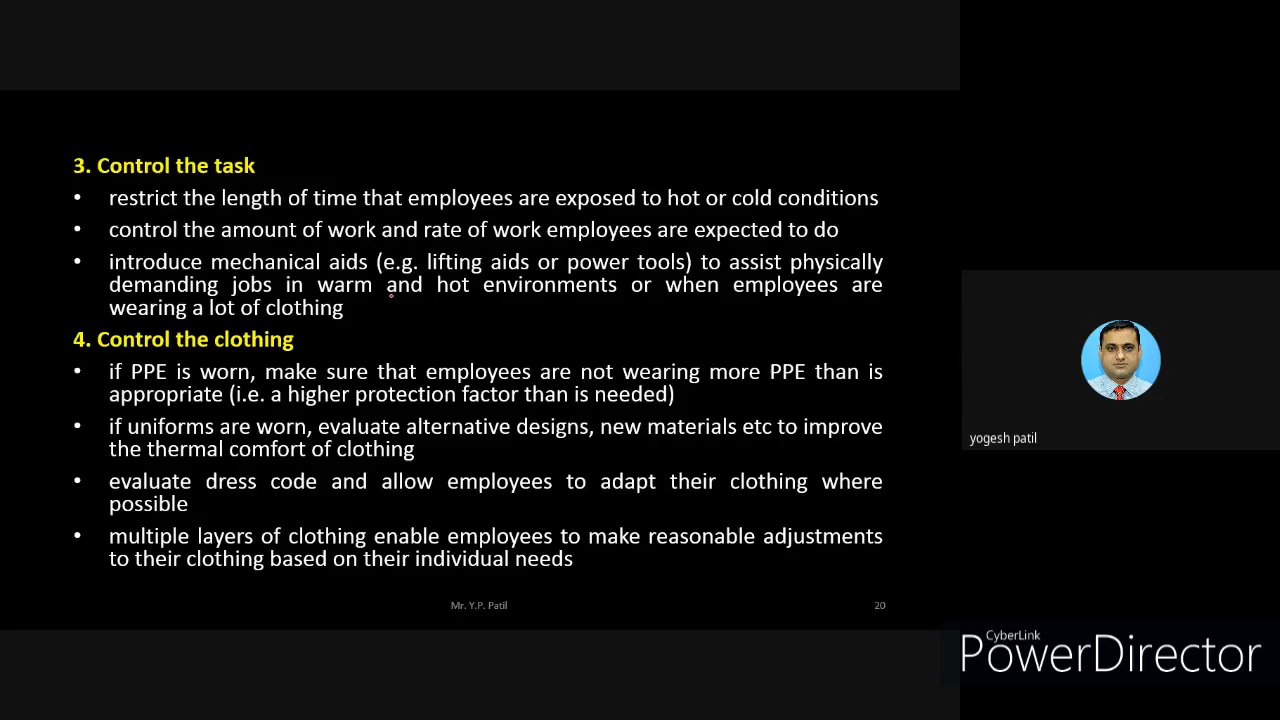 3. Control the task
• restrict the length of time that employees are exposed to hot or cold conditions
• control the amount of work and rate of work employees are expected to do
• introduce mechanical aids (e.g. lifting aids or power tools) to assist physically
demanding jobs in warm and hot environments or when employees are
wearing a lot of clothing
4. Control the clothing
• if PPE is worn, make sure that employees are not wearing more PPE than is
appropriate (i.e. a higher protection factor than is needed)
• if uniforms are worn, evaluate alternative designs, new materials etc to improve
the thermal comfort of clothing
• evaluate dress code and allow employees to adapt their clothing where
possible
• multiple layers of clothing enable employees to make reasonable adjustments
to their clothing based on their individual needs
Mr. Y.P. Patil
20
yogesh patil
CyberLink
PowerDirector